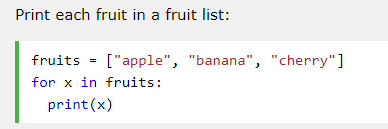 Print each fruit in a fruit list:
fruits = ["apple", "banana", "cherry"]
for x in fruits:
  print(x)